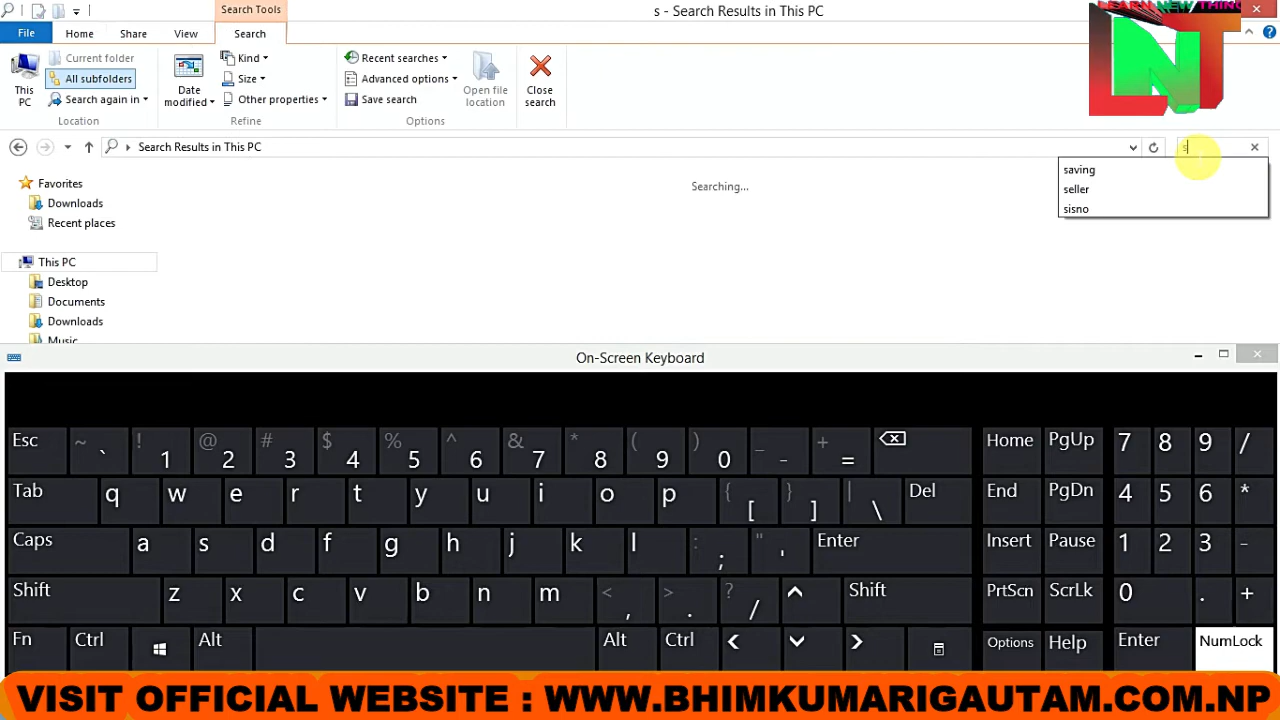 Search Tools
s - Search Results in This PC
LEARN NEW THING
File Home Share View Search
This PC
Current folder
All subfolders
Search again in
Location
Date modified
Kind
Size
Other properties
Refine
Recent searches
Advanced options
Save search
Options
Open file location
Close search
LNT
Search Results in This PC
s
saving
seller
sisno
Searching...
Favorites
Downloads
Recent places
This PC
Desktop
Documents
Downloads
Music
On-Screen Keyboard
Esc ~ ` ! 1 @ 2 # 3 $ 4 % 5 ^ 6 & 7 * 8 ( 9 ) 0 _ - + = Home PgUp 7 8 9 /
Tab q w e r t y u i o p { [ } ] | \ Del End PgDn 4 5 6 *
Caps a s d f g h j k l : ; " ' Enter Insert Pause 1 2 3 -
Shift z x c v b n m < , > . ? / Shift PrtScn ScrLk 0 . +
Fn Ctrl Alt Alt Ctrl Options Help Enter NumLock
VISIT OFFICIAL WEBSITE : WWW.BHIMKUMARIGAUTAM.COM.NP